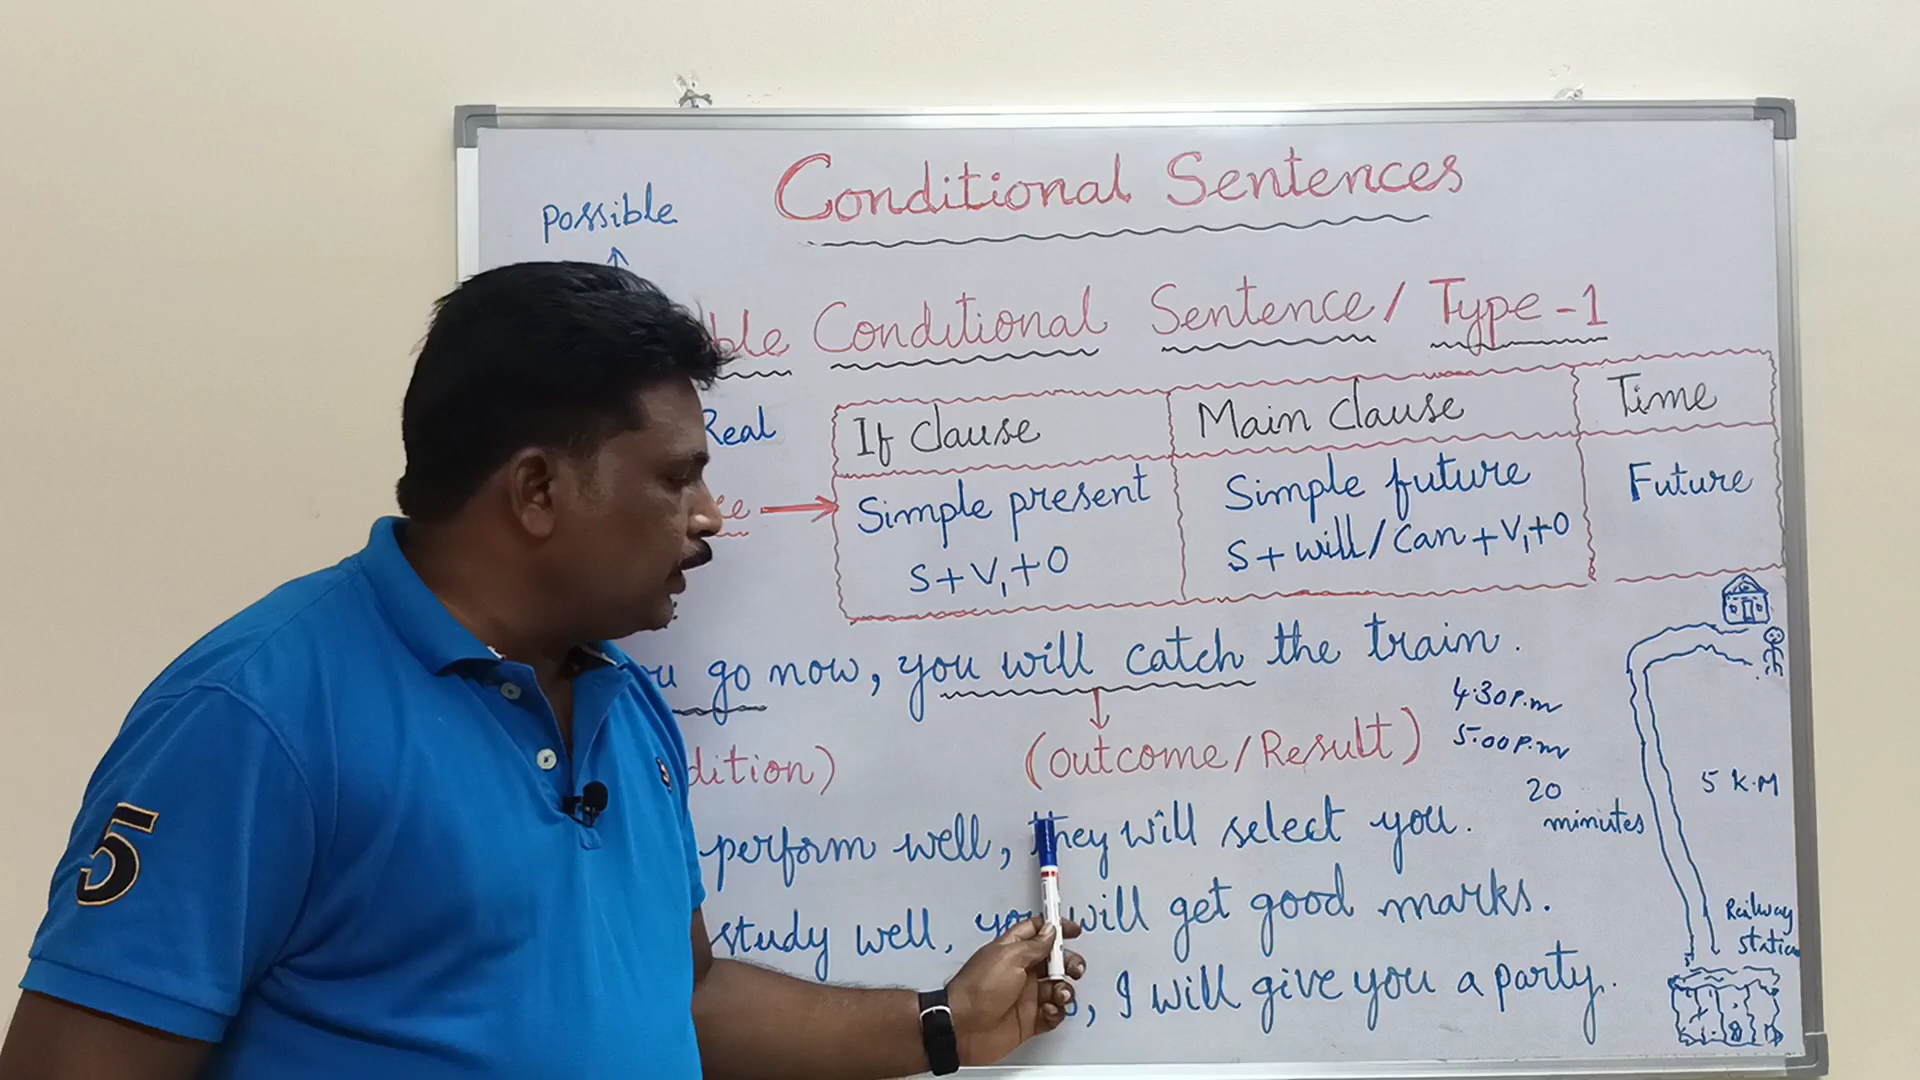 Conditional Sentences
possible
Conditional Sentence/ Type-1
Real
If clause Main clause Time
Simple present Simple future Future
S+V1+O S+will/can+V1+O
go now, you will catch the train.
4.30 P.m
5.00 P.m
(outcome/Result)
20
minutes
5 K.M
perform well, they will select you.
study well, you will get good marks.
Railway
station
, I will give you a party.
5